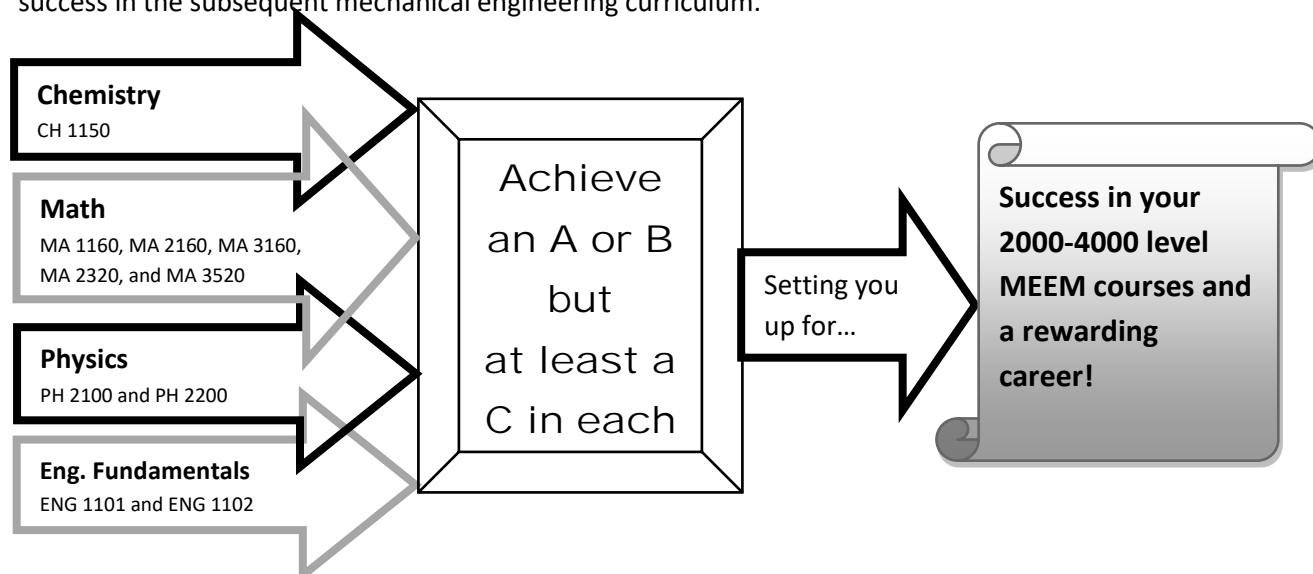 success in the subsequent mechanical engineering curriculum.
Chemistry
CH 1150
Math
MA 1160, MA 2160, MA 3160,
MA 2320, and MA 3520
Physics
PH 2100 and PH 2200
Eng. Fundamentals
ENG 1101 and ENG 1102
Achieve
an A or B
but
at least a
C in each
Setting you
up for…
Success in your
2000-4000 level
MEEM courses and
a rewarding
career!